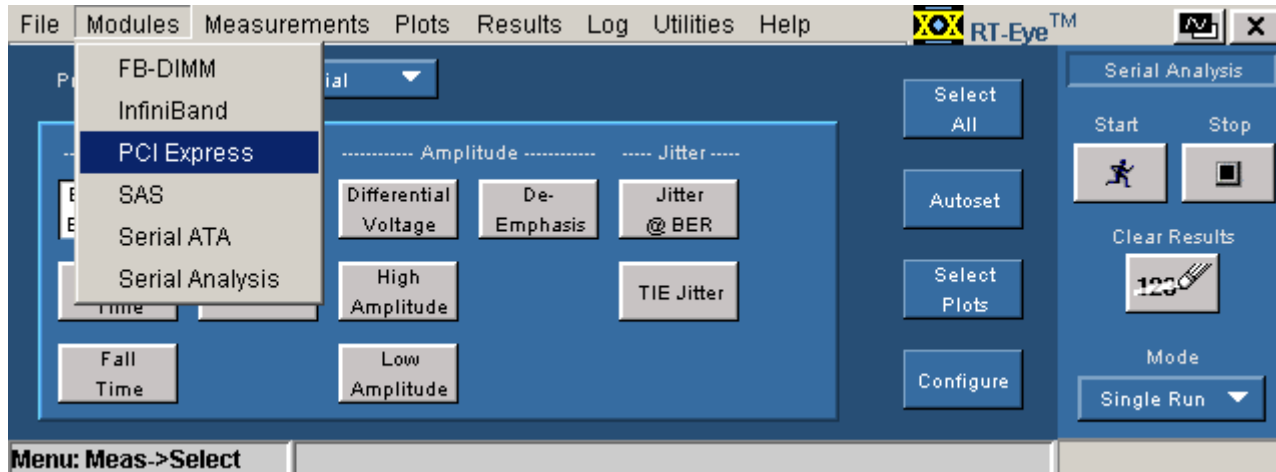 File Modules Measurements Plots Results Log Utilities Help RT-Eye™
FB-DIMM
InfiniBand
PCI Express
SAS
Serial ATA
Serial Analysis
Amplitude
Jitter
Differential Voltage
De-Emphasis
Jitter @ BER
High Amplitude
TIE Jitter
Time
Fall Time
Low Amplitude
Select All
Autoset
Select Plots
Configure
Serial Analysis
Start Stop
Clear Results
123
Mode
Single Run
Menu: Meas->Select